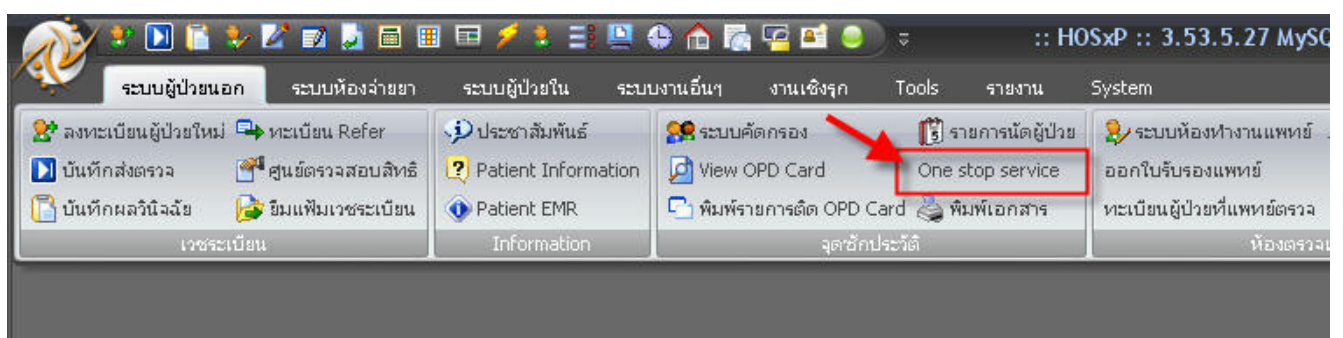 :: HOSxP :: 3.53.5.27 MySQ
ระบบผู้ป่วยนอก ระบบห้องจ่ายยา ระบบผู้ป่วยใน ระบบงานอื่นๆ งานเชิงรุก Tools รายงาน System
ลงทะเบียนผู้ป่วยใหม่ ทะเบียน Refer ประชาสัมพันธ์ ระบบคัดกรอง รายการนัดผู้ป่วย ระบบห้องทำงานแพทย์
บันทึกส่งตรวจ ศูนย์ตรวจสอบสิทธิ Patient Information View OPD Card One stop service ออกใบรับรองแพทย์
บันทึกผลวินิจฉัย ยืมแฟ้มเวชระเบียน Patient EMR พิมพ์รายการติด OPD Card พิมพ์เอกสาร ทะเบียนผู้ป่วยที่แพทย์ตรวจ
เวชระเบียน Information จุดซักประวัติ ห้องตรวจแ